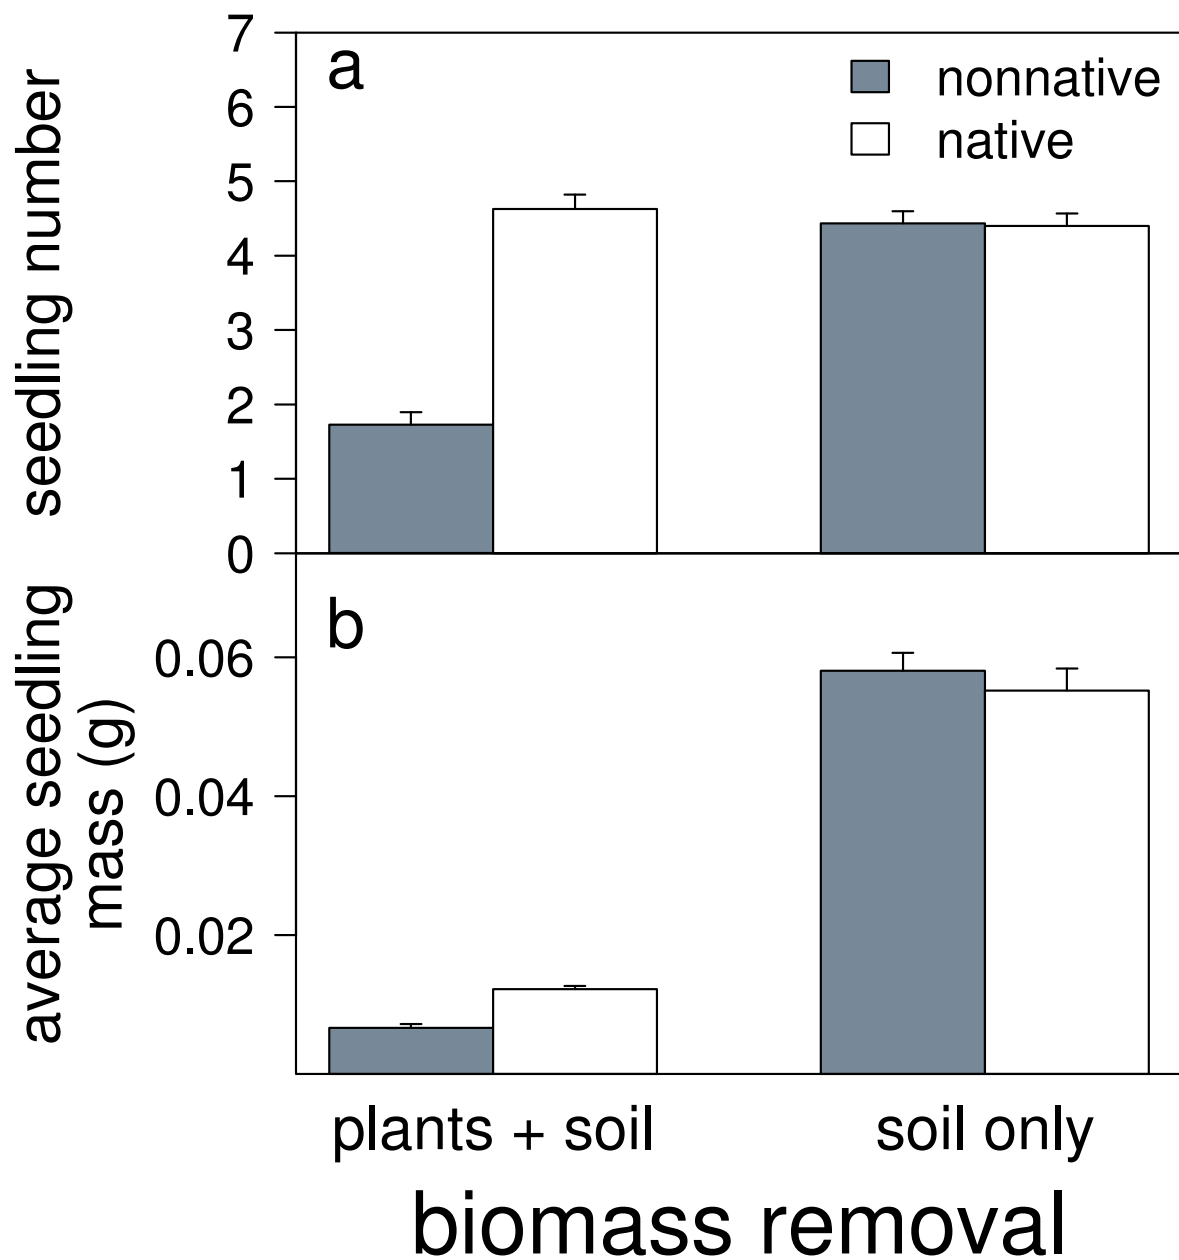 seedling number
7
6
5
4
3
2
1
0
a
nonnative
native
average seedling
mass (g)
0.06
0.04
0.02
b
plants + soil
soil only
biomass removal